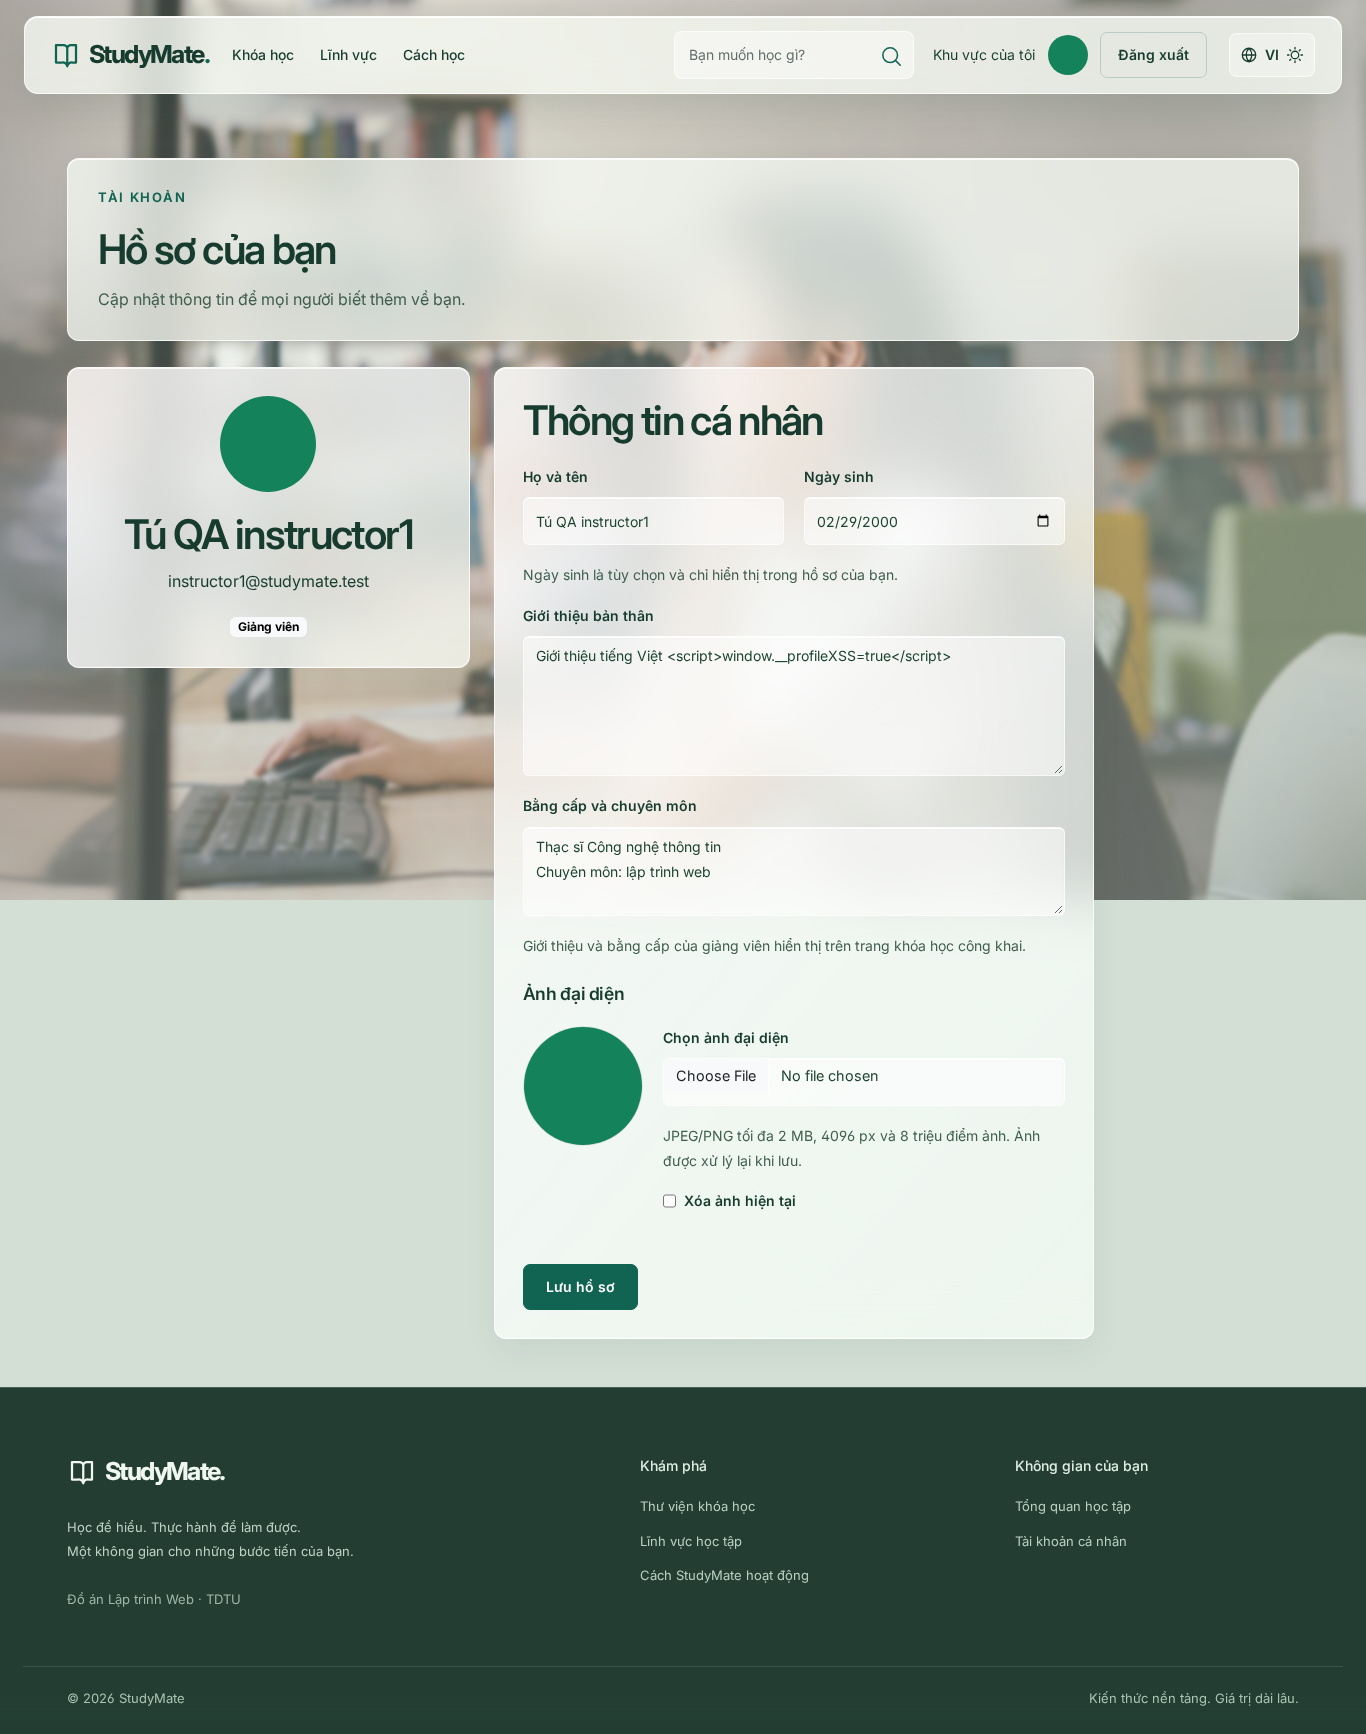 StudyMate.
Khóa học
Lĩnh vực
Cách học
Bạn muốn học gì?
Khu vực của tôi
Đăng xuất
VI
TÀI KHOẢN
Hồ sơ của bạn
Cập nhật thông tin để mọi người biết thêm về bạn.
Tú QA instructor1
instructor1@studymate.test
Giảng viên
Thông tin cá nhân
Họ và tên
Ngày sinh
Tú QA instructor1
02/29/2000
Ngày sinh là tùy chọn và chỉ hiển thị trong hồ sơ của bạn.
Giới thiệu bản thân
Giới thiệu tiếng Việt <script>window.__profileXSS=true</script>
Bằng cấp và chuyên môn
Thạc sĩ Công nghệ thông tin
Chuyên môn: lập trình web
Giới thiệu và bằng cấp của giảng viên hiển thị trên trang khóa học công khai.
Ảnh đại diện
Chọn ảnh đại diện
Choose File No file chosen
JPEG/PNG tối đa 2 MB, 4096 px và 8 triệu điểm ảnh. Ảnh
được xử lý lại khi lưu.
Xóa ảnh hiện tại
Lưu hồ sơ
StudyMate.
Học để hiểu. Thực hành để làm được.
Một không gian cho những bước tiến của bạn.
Đồ án Lập trình Web · TDTU
Khám phá
Thư viện khóa học
Lĩnh vực học tập
Cách StudyMate hoạt động
Không gian của bạn
Tổng quan học tập
Tài khoản cá nhân
© 2026 StudyMate
Kiến thức nền tảng. Giá trị dài lâu.